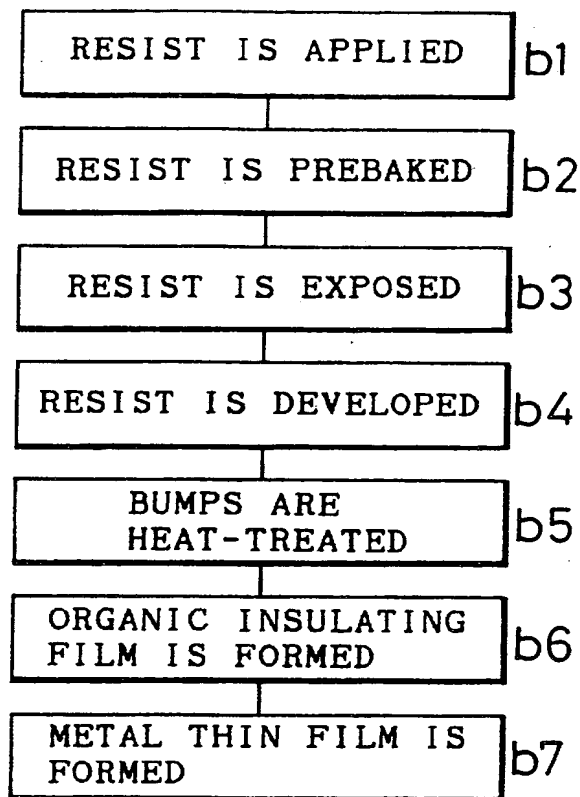 RESIST IS APPLIED b1
RESIST IS PREBAKED b2
RESIST IS EXPOSED b3
RESIST IS DEVELOPED b4
BUMPS ARE
HEAT-TREATED b5
ORGANIC INSULATING
FILM IS FORMED b6
METAL THIN FILM IS
FORMED b7